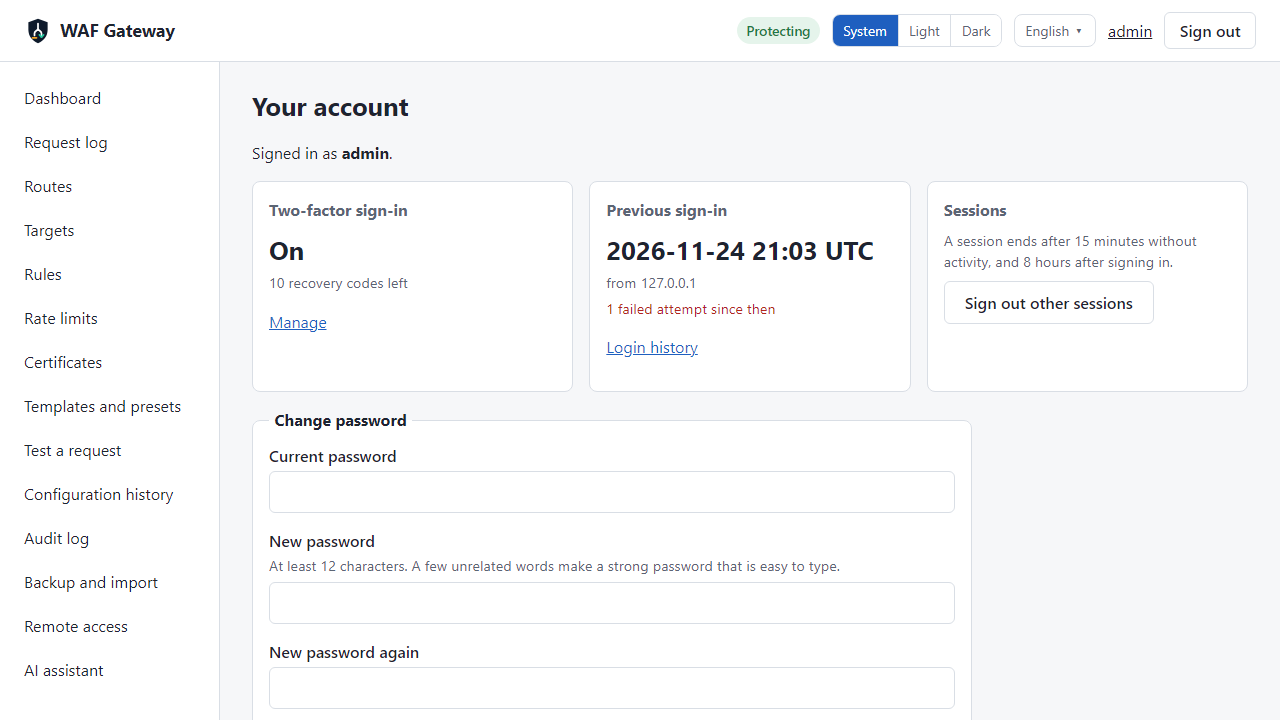 WAF Gateway
Protecting
System
Light
Dark
English
admin
Sign out
Dashboard
Request log
Routes
Targets
Rules
Rate limits
Certificates
Templates and presets
Test a request
Configuration history
Audit log
Backup and import
Remote access
AI assistant
Your account
Signed in as admin.
Two-factor sign-in
On
10 recovery codes left
Manage
Previous sign-in
2026-11-24 21:03 UTC
from 127.0.0.1
1 failed attempt since then
Login history
Sessions
A session ends after 15 minutes without
activity, and 8 hours after signing in.
Sign out other sessions
Change password
Current password
New password
At least 12 characters. A few unrelated words make a strong password that is easy to type.
New password again